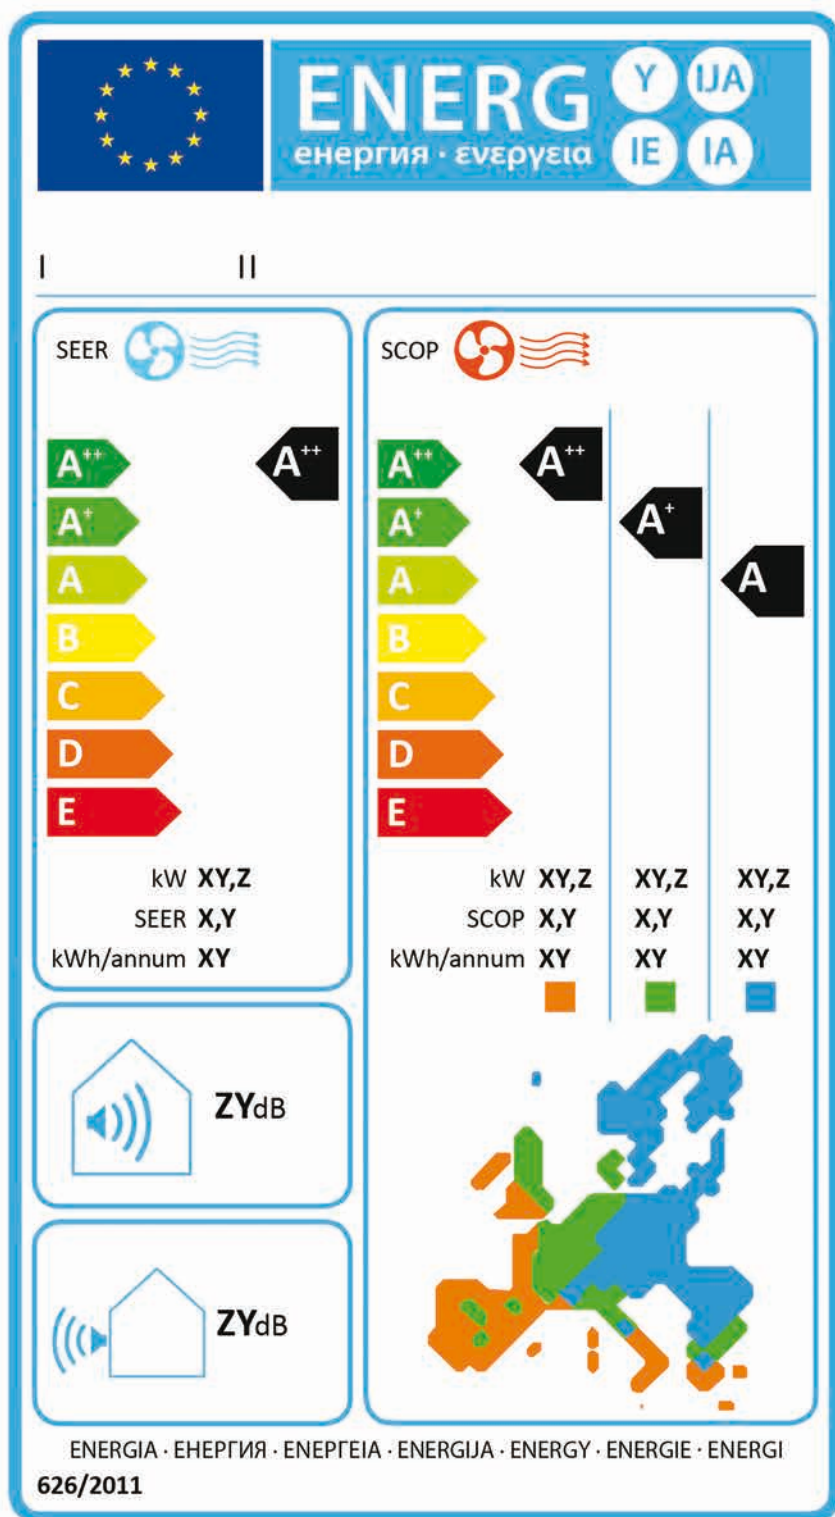 ENERG Y IJA
енергия · ενεργεια IE IA
I II
SEER
A++ A++
A+
A
B
C
D
E
kW XY,Z
SEER X,Y
kWh/annum XY
SCOP
A++ A++
A+ A+
A A
B
C
D
E
kW XY,Z XY,Z XY,Z
SCOP X,Y X,Y X,Y
kWh/annum XY XY XY
ZYdB
ZYdB
ENERGIA · ЕНЕРГИЯ · ΕΝΕΡΓΕΙΑ · ENERGIJA · ENERGY · ENERGIE · ENERGI
626/2011